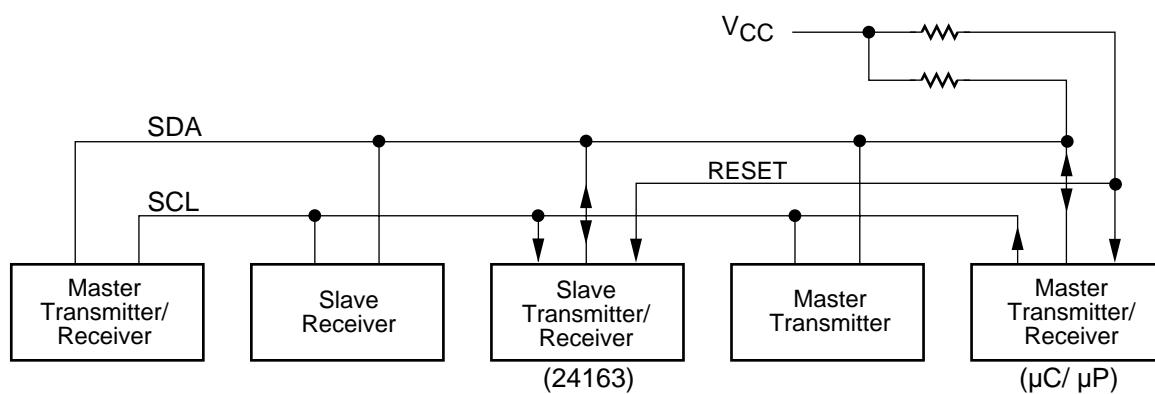 VCC
SDA
RESET
SCL
Master
Transmitter/
Receiver
Slave
Receiver
Slave
Transmitter/
Receiver
(24163)
Master
Transmitter
Master
Transmitter/
Receiver
(µC/ µP)